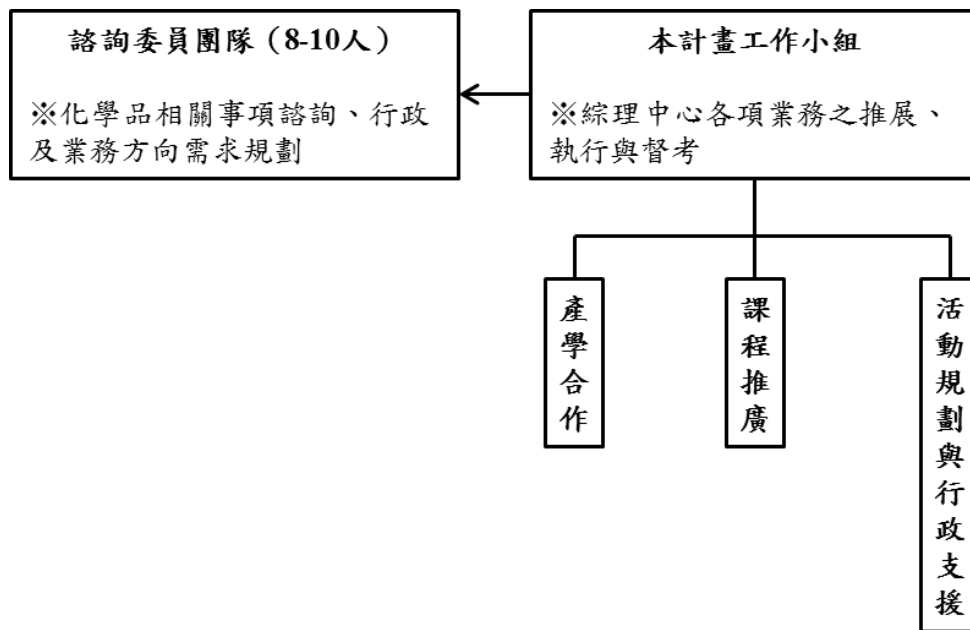 諮詢委員團隊（8-10人）
※化學品相關事項諮詢、行政
及業務方向需求規劃
本計畫工作小組
※綜理中心各項業務之推展、
執行與督考
產學合作
課程推廣
活動規劃與行政支援